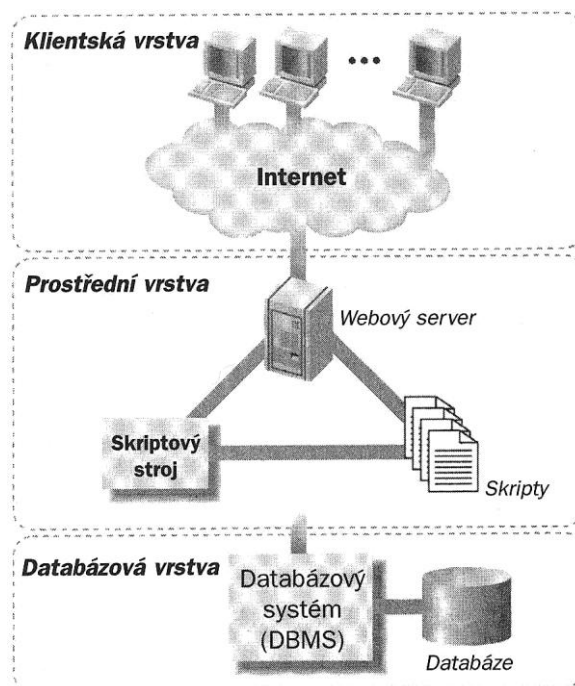 Klientská vrstva
Internet
Prostřední vrstva
Webový server
Skriptový
stroj
Skripty
Databázová vrstva
Databázový
systém
(DBMS)
Databáze